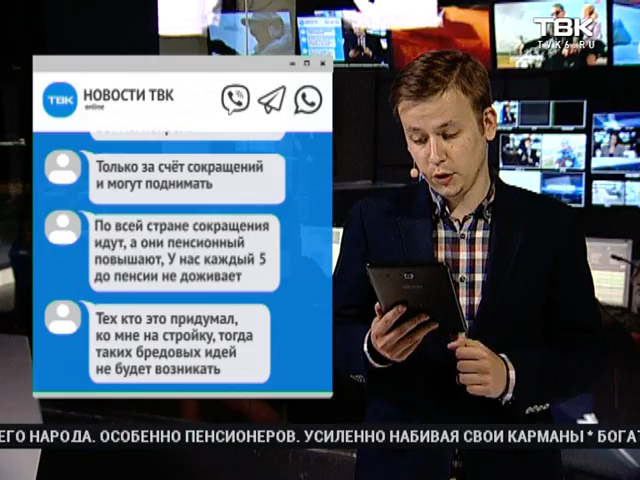 ТВК
TVK6.RU
ТВК
НОВОСТИ ТВК
online
Только за счёт сокращений
и могут поднимать
По всей стране сокращения
идут, а они пенсионный
повышают, У нас каждый 5
до пенсии не доживает
Тех кто это придумал,
ко мне на стройку, тогда
таких бредовых идей
не будет возникать
ЕГО НАРОДА. ОСОБЕННО ПЕНСИОНЕРОВ. УСИЛЕННО НАБИВАЯ СВОИ КАРМАНЫ * БОГАТ